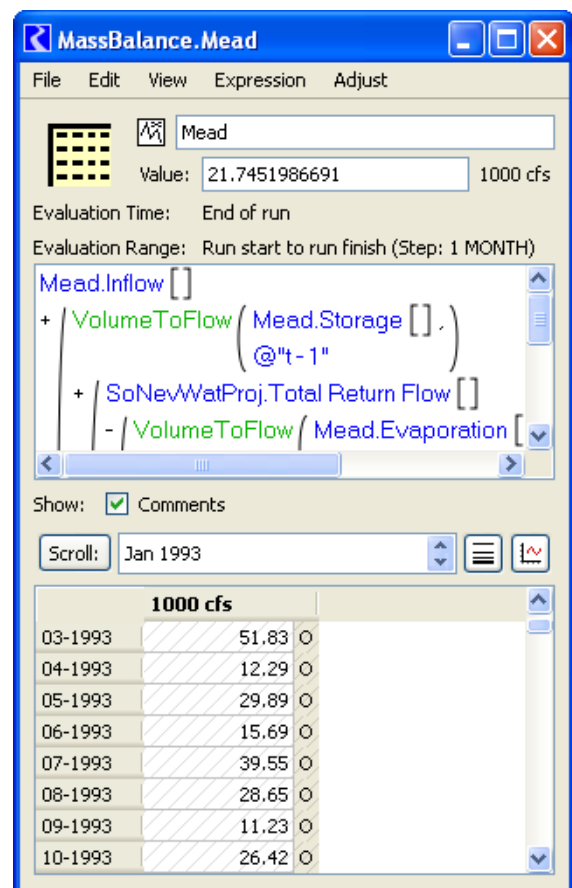 MassBalance.Mead
File Edit View Expression Adjust
Mead
Value: 21.7451986691 1000 cfs
Evaluation Time: End of run
Evaluation Range: Run start to run finish (Step: 1 MONTH)
Mead.Inflow []
+ ( VolumeToFlow ( Mead.Storage [] , )
@"t-1"
+ ( SoNevWatProj.Total Return Flow []
- ( VolumeToFlow ( Mead.Evaporation [
Show: Comments
Scroll: Jan 1993
1000 cfs
03-1993 51.83 O
04-1993 12.29 O
05-1993 29.89 O
06-1993 15.69 O
07-1993 39.55 O
08-1993 28.65 O
09-1993 11.23 O
10-1993 26.42 O